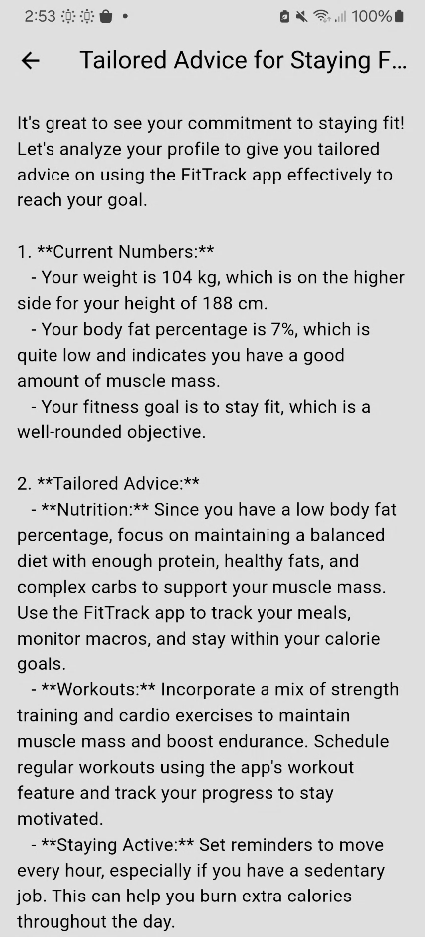 2:53
100%
Tailored Advice for Staying F...
It's great to see your commitment to staying fit!
Let's analyze your profile to give you tailored
advice on using the FitTrack app effectively to
reach your goal.
1. **Current Numbers:**
- Your weight is 104 kg, which is on the higher
side for your height of 188 cm.
- Your body fat percentage is 7%, which is
quite low and indicates you have a good
amount of muscle mass.
- Your fitness goal is to stay fit, which is a
well-rounded objective.
2. **Tailored Advice:**
- **Nutrition:** Since you have a low body fat
percentage, focus on maintaining a balanced
diet with enough protein, healthy fats, and
complex carbs to support your muscle mass.
Use the FitTrack app to track your meals,
monitor macros, and stay within your calorie
goals.
- **Workouts:** Incorporate a mix of strength
training and cardio exercises to maintain
muscle mass and boost endurance. Schedule
regular workouts using the app's workout
feature and track your progress to stay
motivated.
- **Staying Active:** Set reminders to move
every hour, especially if you have a sedentary
job. This can help you burn extra calories
throughout the day.